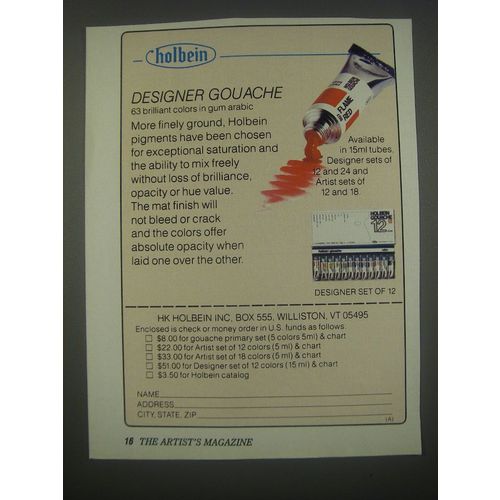 holbein
DESIGNER GOUACHE
63 brilliant colors in gum arabic
More finely ground, Holbein
pigments have been chosen
for exceptional saturation and
the ability to mix freely
without loss of brilliance,
opacity or hue value.
The mat finish will
not bleed or crack
and the colors offer
absolute opacity when
laid one over the other.
FLAME
RED
Available
in 15ml tubes.
Designer sets of
12 and 24 and
Artist sets of
12 and 18.
HOLBEIN
GOUACHE
12
holbein gouache
DESIGNER SET OF 12
HK HOLBEIN INC, BOX 555, WILLISTON, VT 05495
Enclosed is check or money order in U.S. funds as follows:
$8.00 for gouache primary set (5 colors 5ml) & chart
$22.00 for Artist set of 12 colors (5 ml) & chart
$33.00 for Artist set of 18 colors (5 ml) & chart
$51.00 for Designer set of 12 colors (15 ml) & chart
$3.50 for Holbein catalog
NAME
ADDRESS
CITY, STATE, ZIP
(A)
16 THE ARTIST'S MAGAZINE